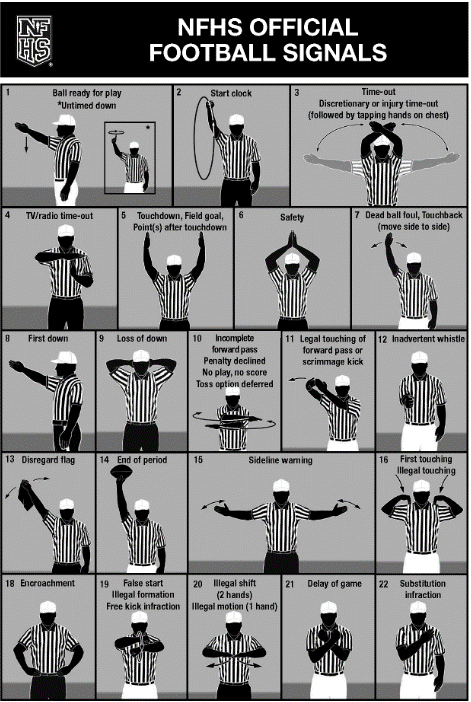 NF
HS
NFHS OFFICIAL
FOOTBALL SIGNALS
1
Ball ready for play
*Untimed down
*
2
Start clock
3
Time-out
Discretionary or injury time-out
(followed by tapping hands on chest)
4
TV/radio time-out
5
Touchdown, Field goal,
Point(s) after touchdown
6
Safety
7
Dead ball foul, Touchback
(move side to side)
8
First down
9
Loss of down
10
Incomplete
forward pass
Penalty declined
No play, no score
Toss option deferred
11
Legal touching of
forward pass or
scrimmage kick
12
Inadvertent whistle
13
Disregard flag
14
End of period
15
Sideline warning
16
First touching
Illegal touching
18
Encroachment
19
False start
Illegal formation
Free kick infraction
20
Illegal shift
(2 hands)
Illegal motion (1 hand)
21
Delay of game
22
Substitution
infraction